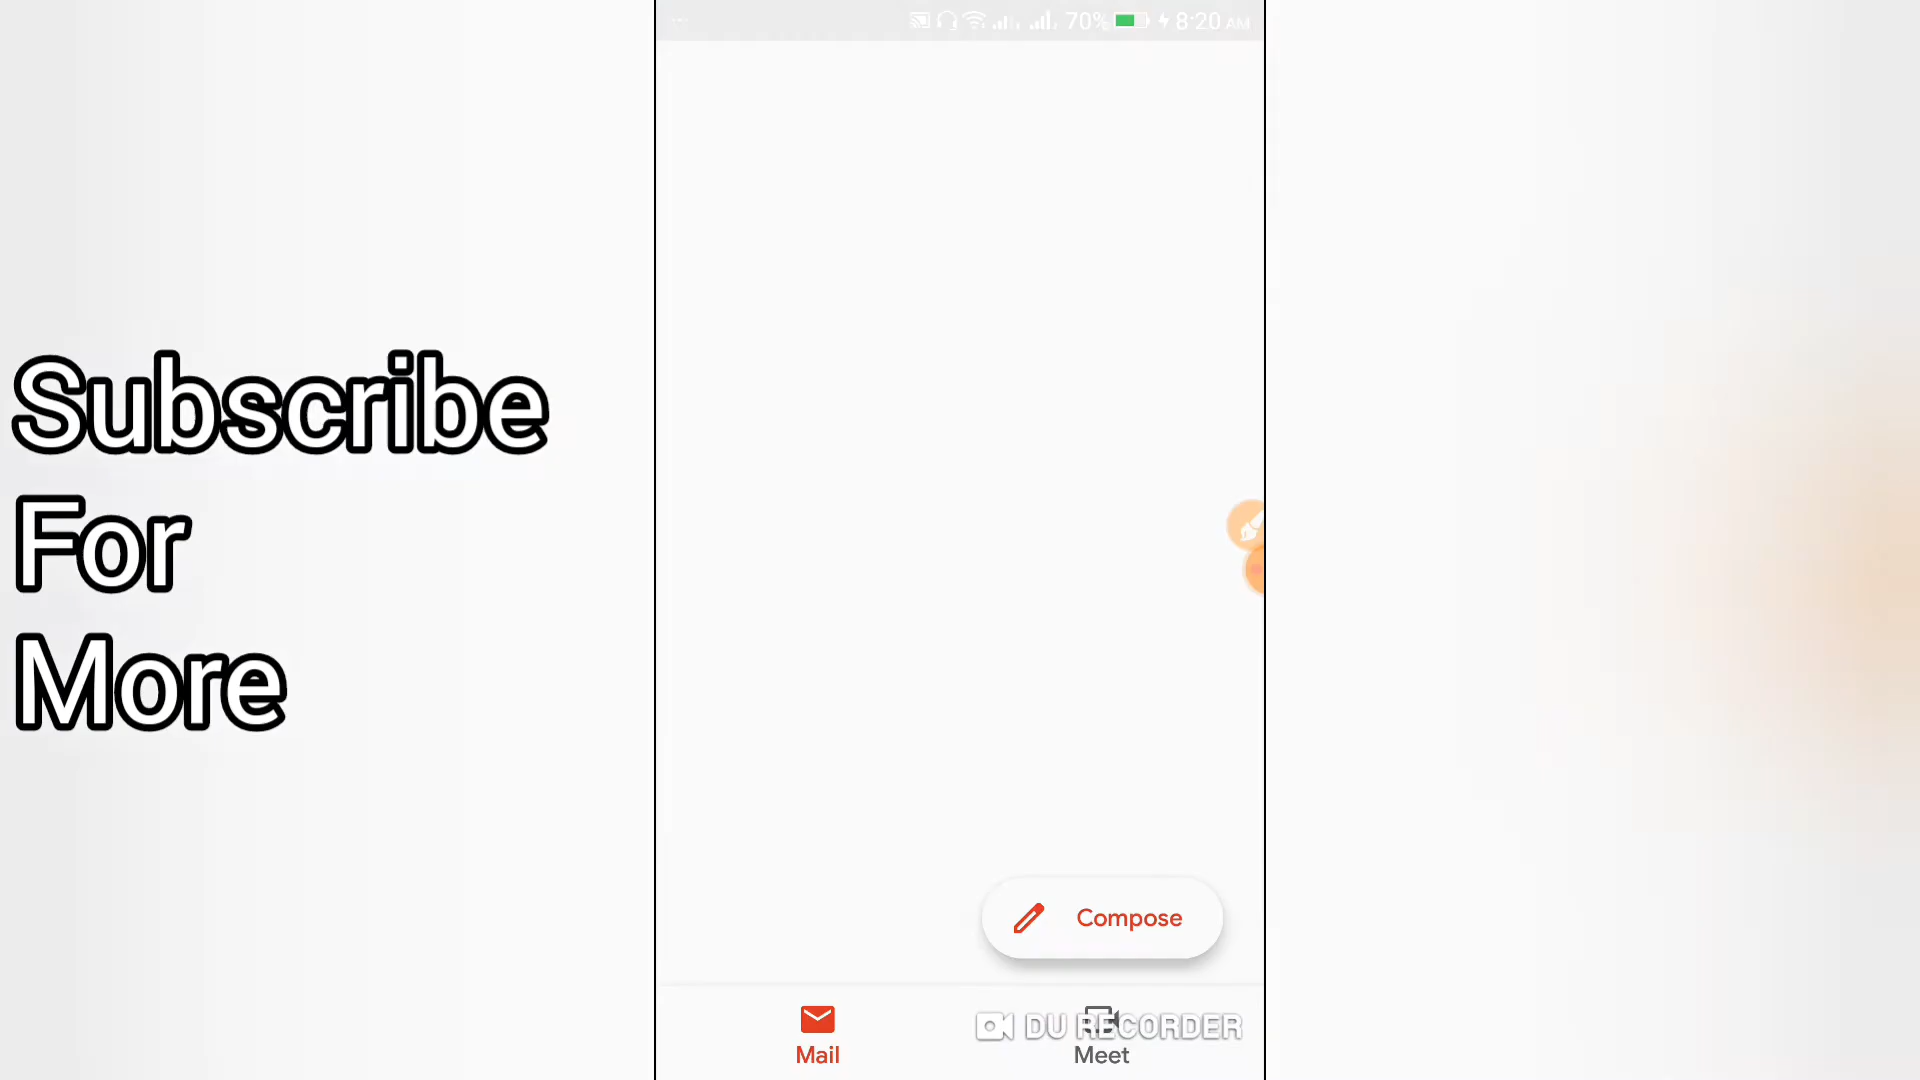 70% 8:20 AM
Subscribe
For
More
Compose
DU RECORDER
Mail
Meet